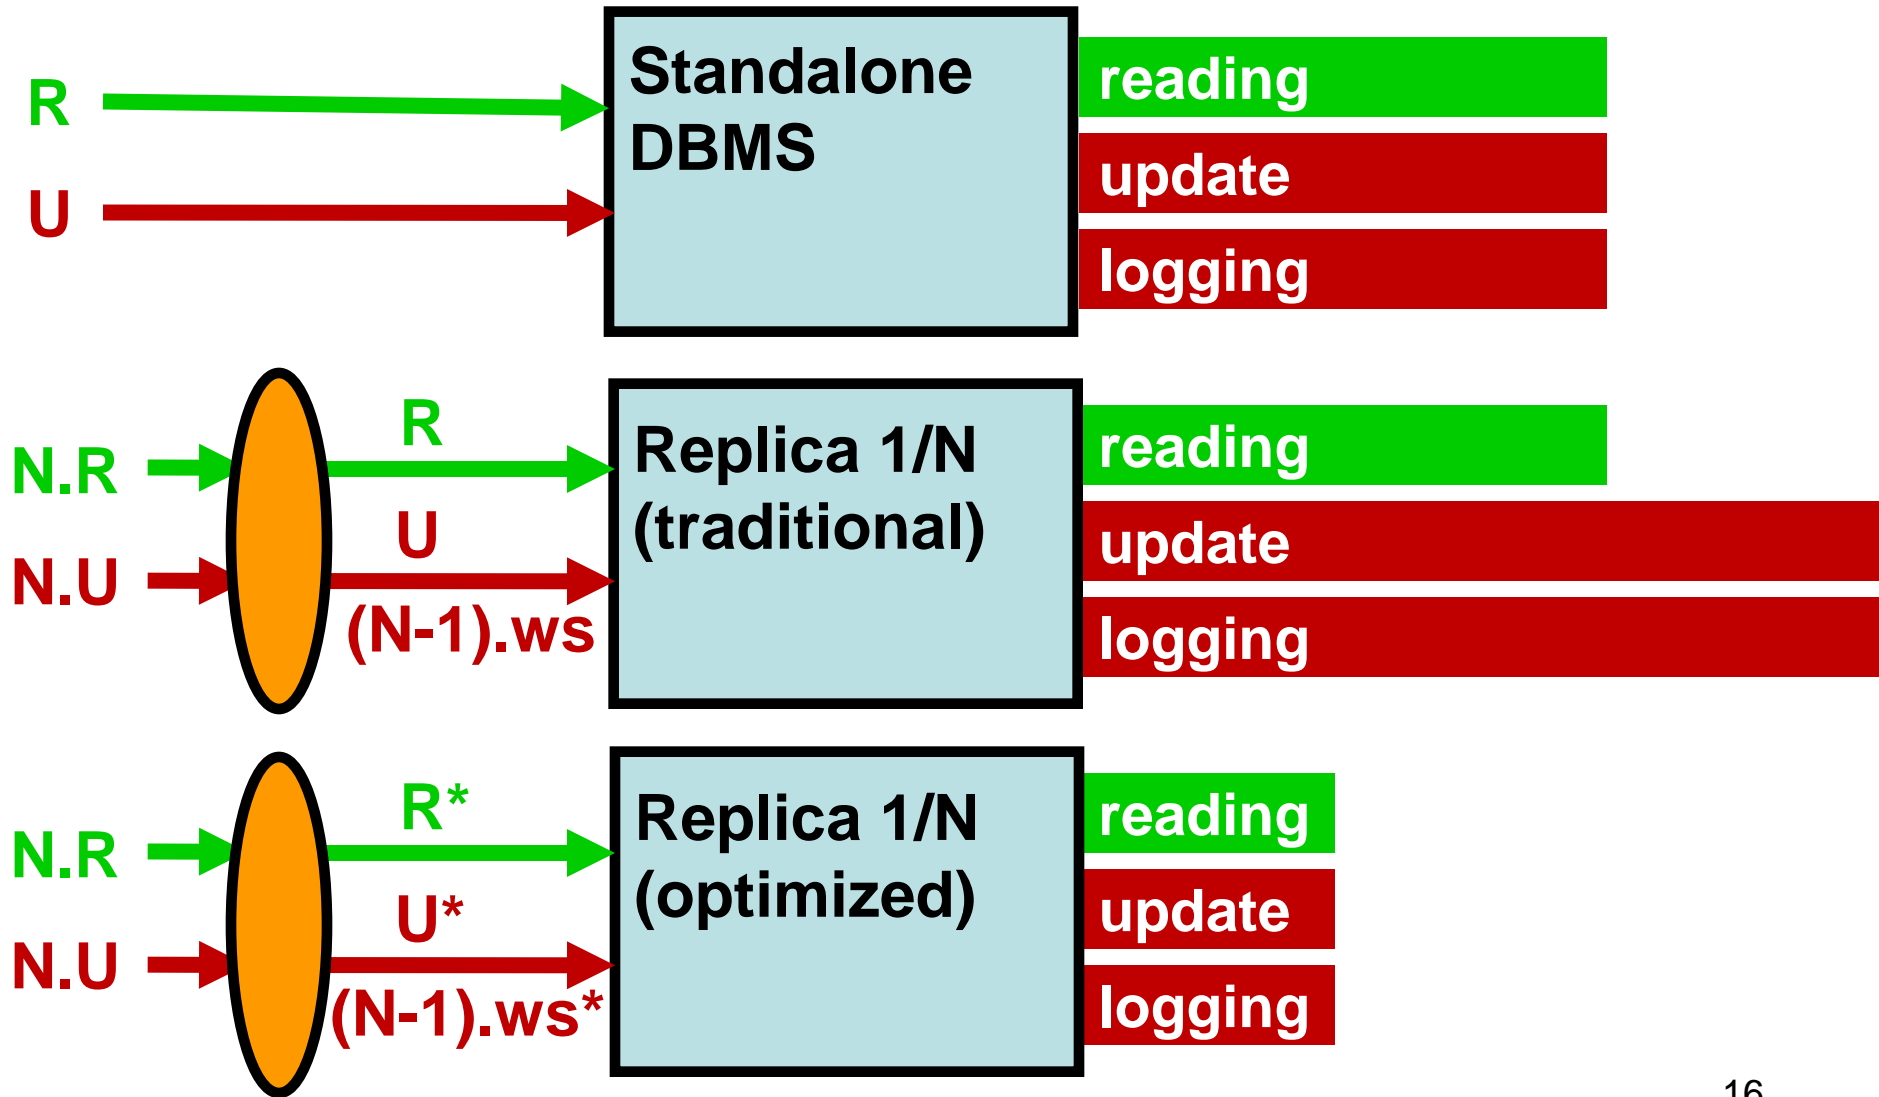 Standalone
DBMS
R
U
reading
update
logging
N.R
N.U
R
U
(N-1).ws
Replica 1/N
(traditional)
reading
update
logging
N.R
N.U
R*
U*
(N-1).ws*
Replica 1/N
(optimized)
reading
update
logging
16